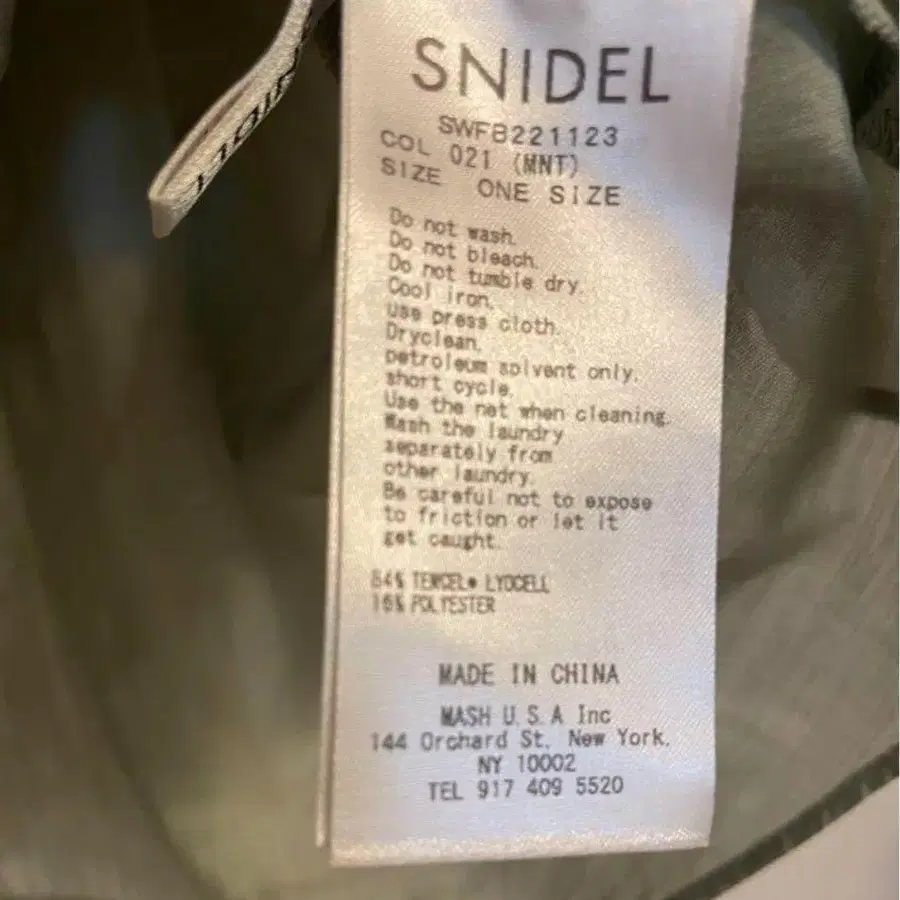 SNIDEL
SWFB221123
COL 021 (MNT)
SIZE ONE SIZE
Do not wash.
Do not bleach.
Do not tumble dry.
Cool iron.
Use press cloth.
Dryclean,
petroleum solvent only,
short cycle.
Use the net when cleaning.
Wash the laundry
separately from
other laundry.
Be careful not to expose
to friction or let it
get caught.
84% TENCEL• LYOCELL
16% POLYESTER
MADE IN CHINA
MASH U.S.A Inc
144 Orchard St, New York,
NY 10002
TEL 917 409 5520